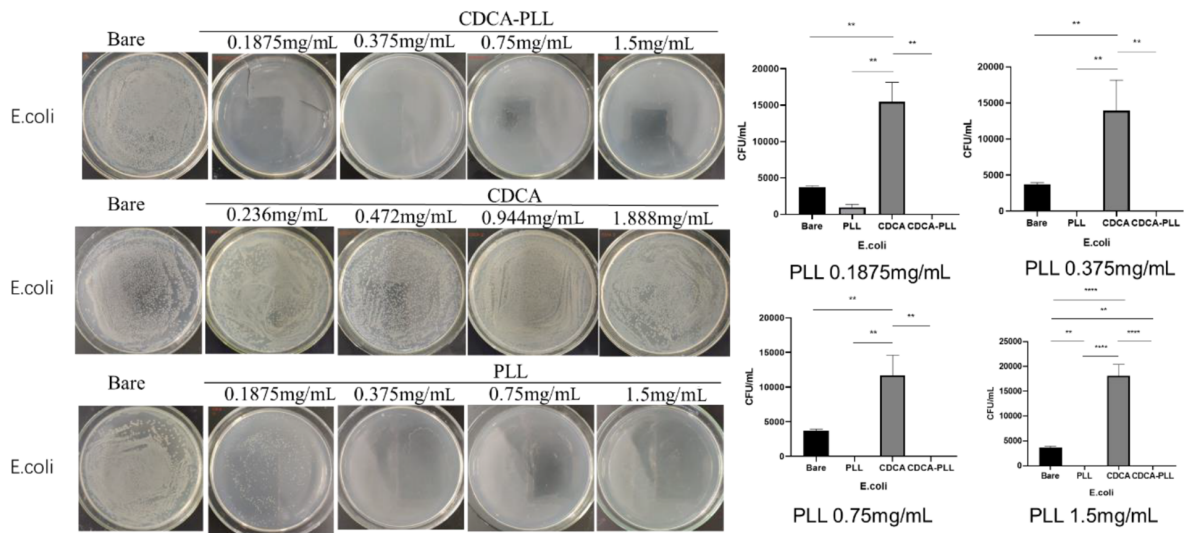 CDCA-PLL
Bare 0.1875mg/mL 0.375mg/mL 0.75mg/mL 1.5mg/mL
E.coli
CDCA
Bare 0.236mg/mL 0.472mg/mL 0.944mg/mL 1.888mg/mL
E.coli
PLL
Bare 0.1875mg/mL 0.375mg/mL 0.75mg/mL 1.5mg/mL
E.coli
**
**
**
20000
15000
10000
5000
0
CFU/mL
Bare PLL CDCA CDCA-PLL
E.coli
PLL 0.1875mg/mL
**
**
**
20000
15000
10000
5000
0
CFU/mL
Bare PLL CDCA CDCA-PLL
E.coli
PLL 0.375mg/mL
**
**
**
20000
15000
10000
5000
0
CFU/mL
Bare PLL CDCA CDCA-PLL
E.coli
PLL 0.75mg/mL
****
**
** ****
****
25000
20000
15000
10000
5000
0
CFU/mL
Bare PLL CDCA CDCA-PLL
E.coli
PLL 1.5mg/mL